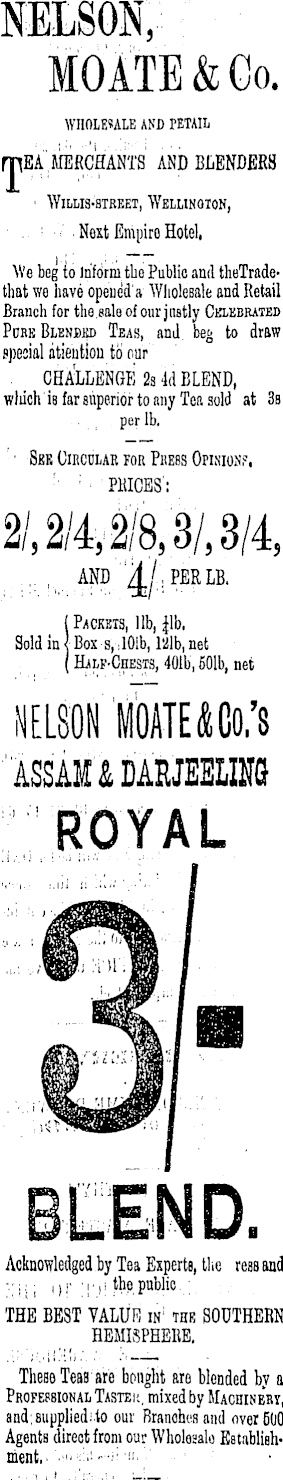 NELSON,
MOATE & Co.
WHOLESALE AND RETAIL
TEA MERCHANTS AND BLENDERS
WILLIS-STREET, WELLINGTON,
Next Empire Hotel.
We beg to inform the Public and the Trade
that we have opened a Wholesale and Retail
Branch for the sale of our justly CELEBRATED
PURE BLENDED TEAS, and beg to draw
special attention to our
CHALLENGE 2s 4d BLEND,
which is far superior to any Tea sold at 3s
per lb.
SEE CIRCULAR FOR PRESS OPINIONS.
PRICES:
2/, 2/4, 2/8, 3/, 3/4,
AND 4/ PER LB.
PACKETS, 1lb, ½lb.
Sold in Box s, 10lb, 12lb, net
HALF-CHESTS, 40lb, 50lb, net
NELSON MOATE & Co.'s
ASSAM & DARJEELING
ROYAL
3/-
BLEND.
Acknowledged by Tea Experts, the ress and
the public
THE BEST VALUE IN THE SOUTHERN
HEMISPHERE.
These Teas are bought are blended by a
PROFESSIONAL TASTER, mixed by MACHINERY,
and supplied to our Branches and over 500
Agents direct from our Wholesale Establish-
ment.